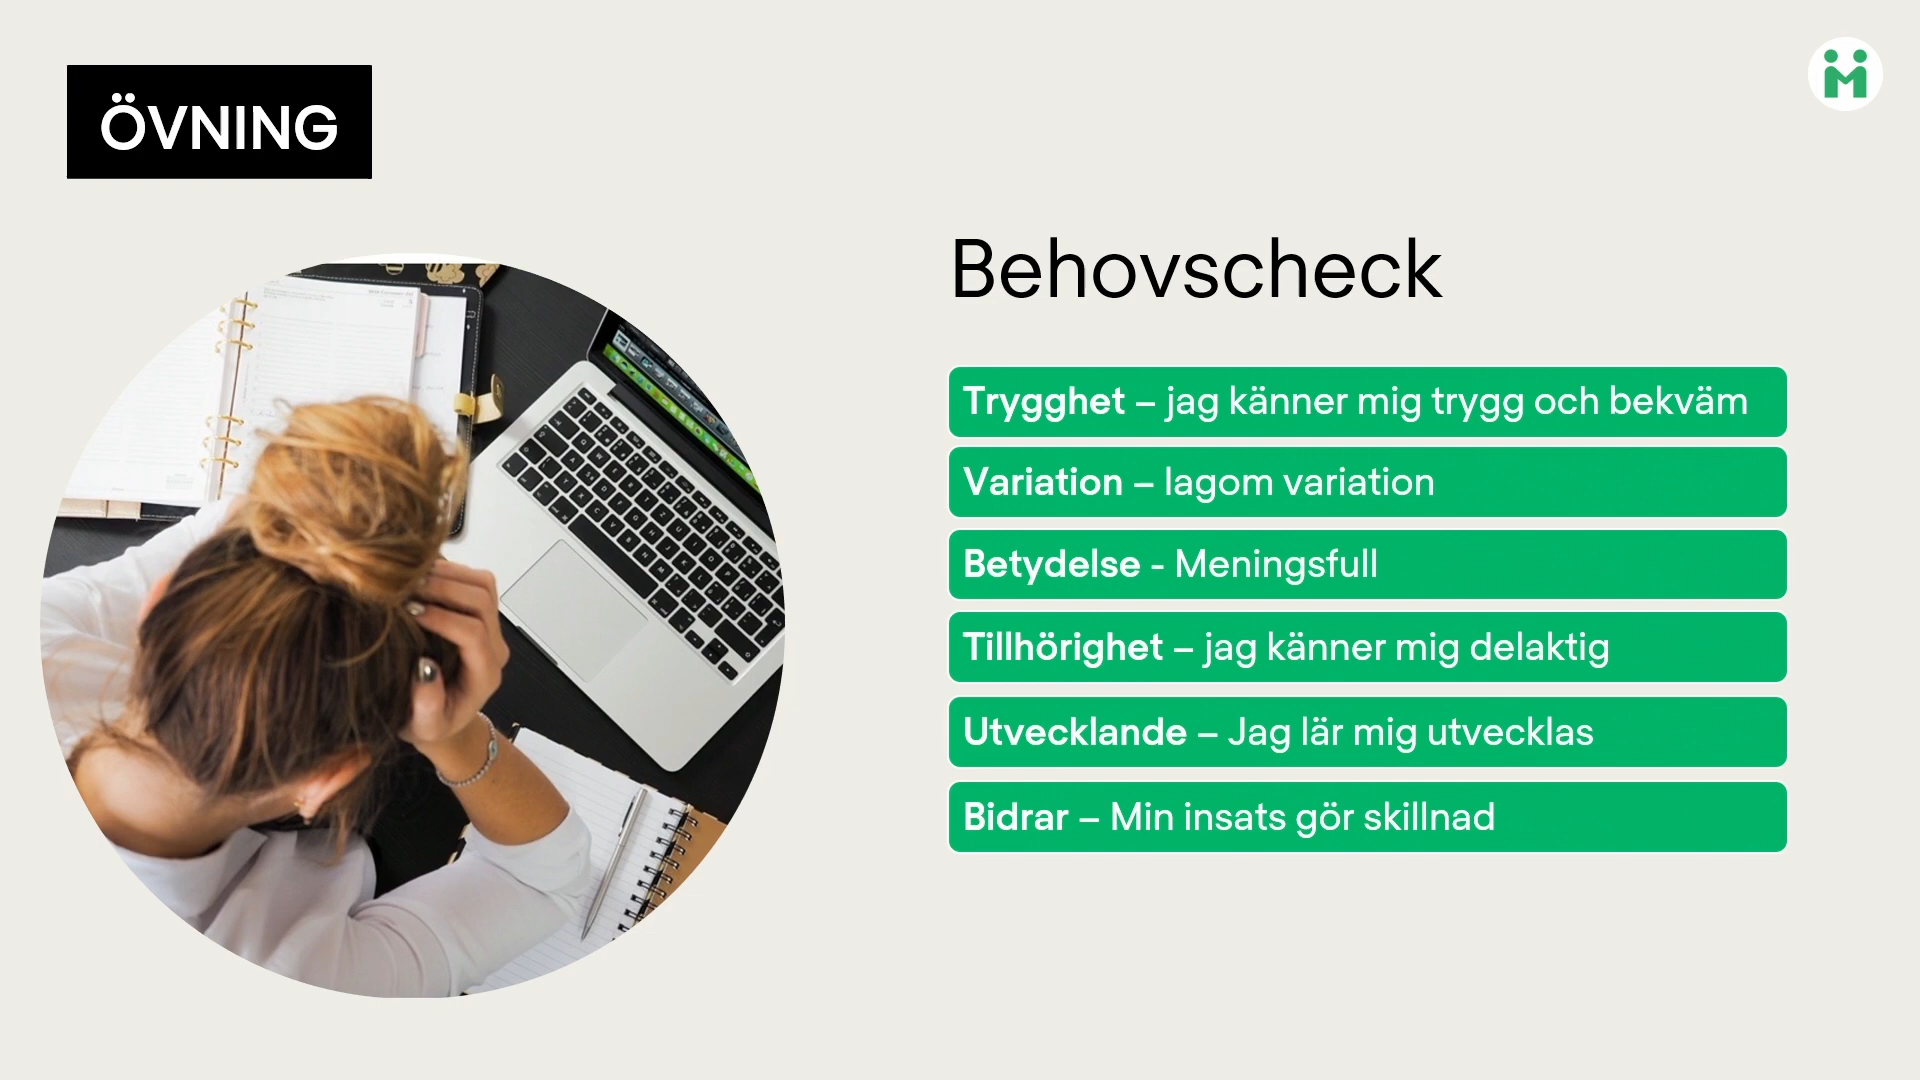 ÖVNING
Behovscheck
Trygghet – jag känner mig trygg och bekväm
Variation – lagom variation
Betydelse - Meningsfull
Tillhörighet – jag känner mig delaktig
Utvecklande – Jag lär mig utvecklas
Bidrar – Min insats gör skillnad